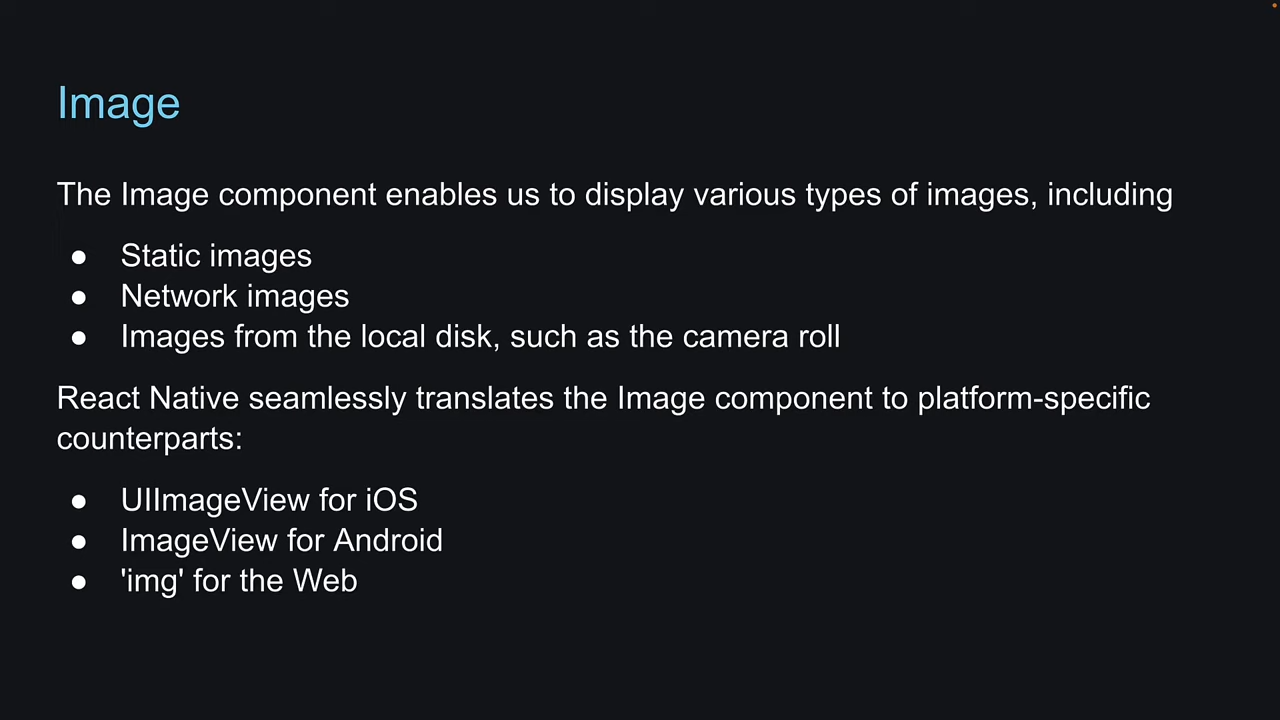 Image
The Image component enables us to display various types of images, including
● Static images
● Network images
● Images from the local disk, such as the camera roll
React Native seamlessly translates the Image component to platform-specific
counterparts:
● UIImageView for iOS
● ImageView for Android
● 'img' for the Web